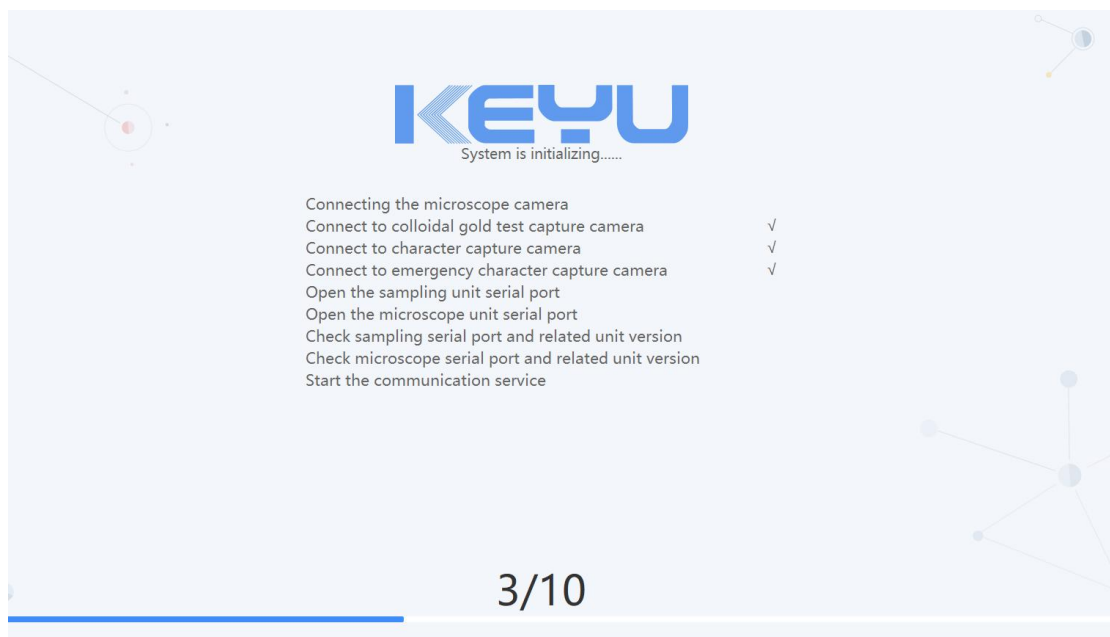 KEYU
System is initializing......
Connecting the microscope camera
Connect to colloidal gold test capture camera √
Connect to character capture camera √
Connect to emergency character capture camera √
Open the sampling unit serial port
Open the microscope unit serial port
Check sampling serial port and related unit version
Check microscope serial port and related unit version
Start the communication service
3/10